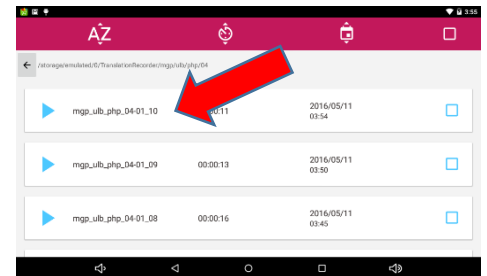 3:55
AZ
/storage/emulated/0/TranslationRecorder/mgp/ulb/php/04
mgp_ulb_php_04-01_10 :00:11 2016/05/11
03:54
mgp_ulb_php_04-01_09 00:00:13 2016/05/11
03:50
mgp_ulb_php_04-01_08 00:00:16 2016/05/11
03:45